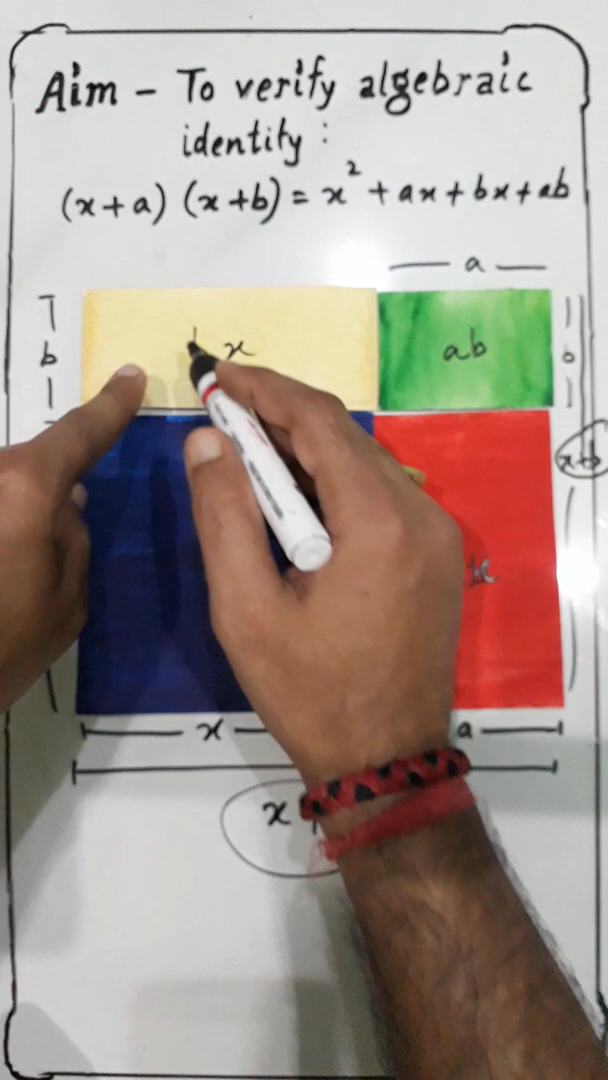 Aim - To verify algebraic
identity :
(x+a) (x+b) = x² + ax + bx + ab
a
b x ab b
x+b
x
x a
x